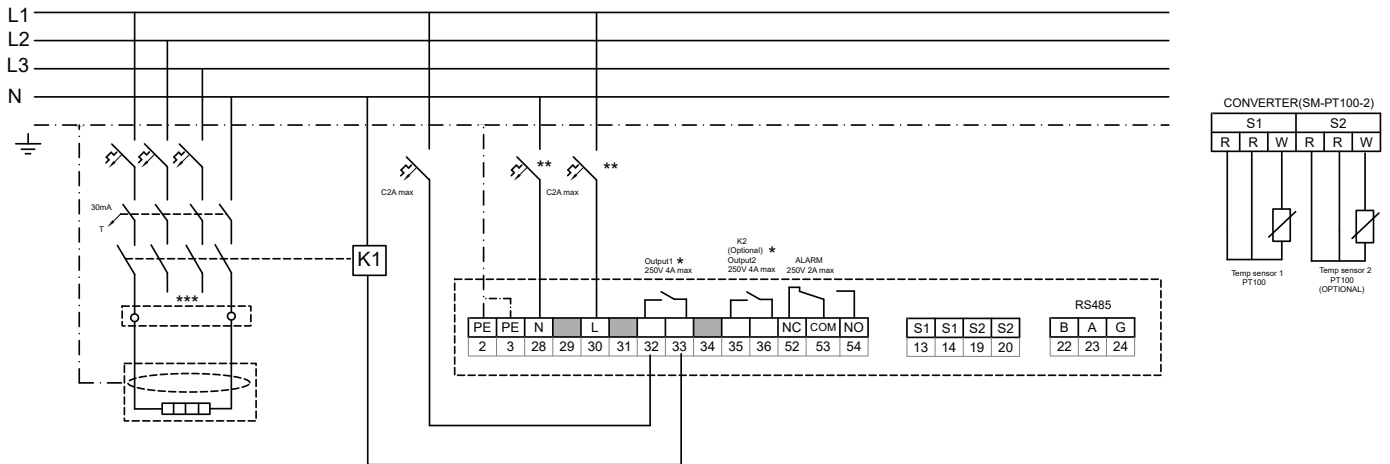 L1
L2
L3
N
CONVERTER(SM-PT100-2)
S1 S2
R R W R R W
** **
C2A max C2A max
30mA
T
K1
K2
(Optional) *
Output1 * Output2 ALARM
250V 4A max 250V 4A max 250V 2A max
Temp sensor 1
PT100
Temp sensor 2
PT100
(OPTIONAL)
***
RS485
PE PE N L NC COM NO S1 S1 S2 S2 B A G
2 3 28 29 30 31 32 33 34 35 36 52 53 54 13 14 19 20 22 23 24